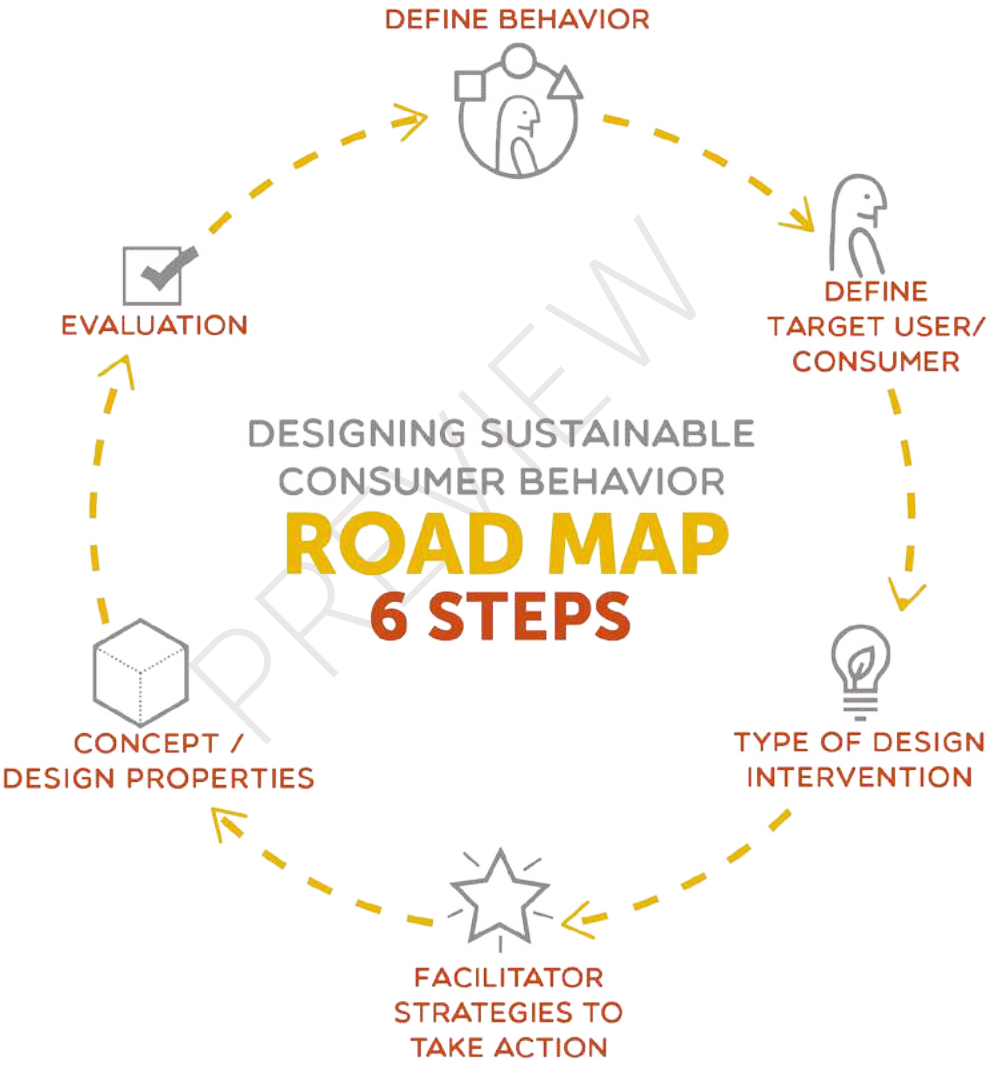 DEFINE BEHAVIOR
DEFINE
TARGET USER/
CONSUMER
TYPE OF DESIGN
INTERVENTION
FACILITATOR
STRATEGIES TO
TAKE ACTION
CONCEPT /
DESIGN PROPERTIES
EVALUATION
DESIGNING SUSTAINABLE
CONSUMER BEHAVIOR
ROAD MAP
6 STEPS
PREVIEW